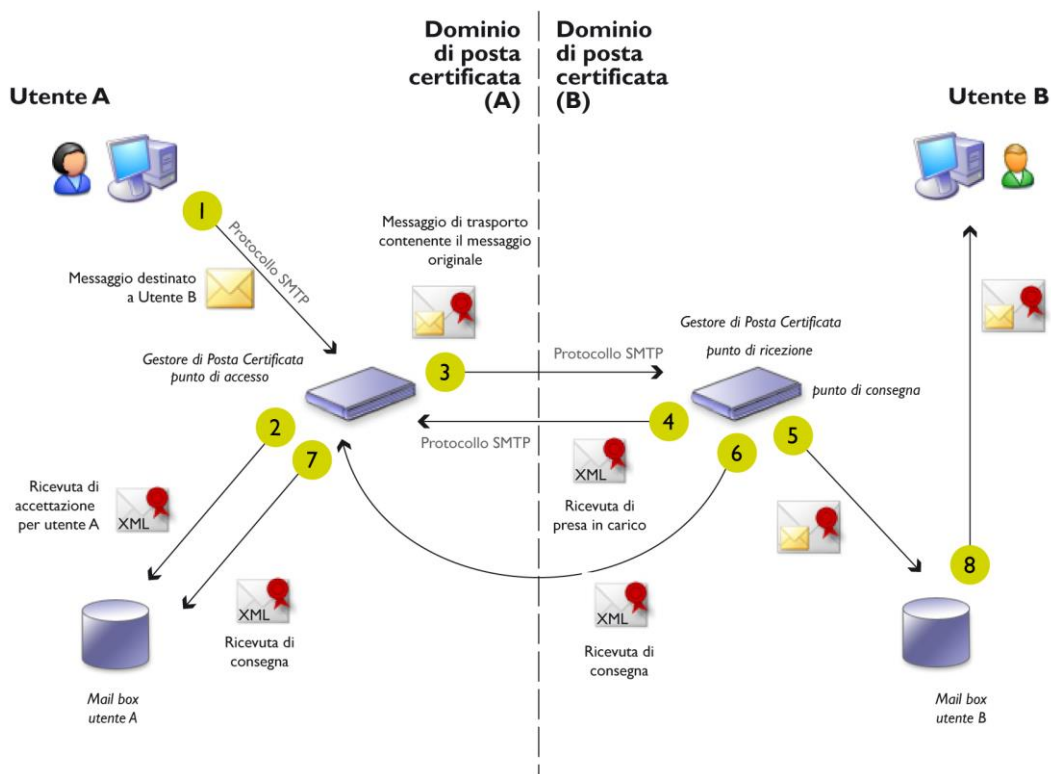 Dominio
di posta
certificata
(A)
Dominio
di posta
certificata
(B)
Utente A
Utente B
1
Protocollo SMTP
Messaggio destinato
a Utente B
Messaggio di trasporto
contenente il messaggio
originale
Gestore di Posta Certificata
punto di accesso
3
Protocollo SMTP
Gestore di Posta Certificata
punto di ricezione
punto di consegna
2
7
Protocollo SMTP
4
6
5
Ricevuta di
accettazione
per utente A
XML
XML
Ricevuta di
presa in carico
XML
Ricevuta di
consegna
XML
Ricevuta di
consegna
8
Mail box
utente A
Mail box
utente B